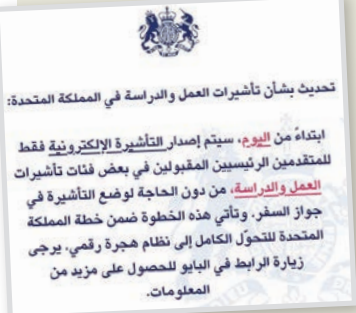 تحديث بشأن تأشيرات العمل والدراسة في المملكة المتحدة:
ابتداءً من اليوم، سيتم إصدار التأشيرة الإلكترونية فقط
للمتقدمين الرئيسيين المقبولين في بعض فئات تأشيرات
العمل والدراسة، من دون الحاجة لوضع التأشيرة في
جواز السفر. وتأتي هذه الخطوة ضمن خطة المملكة
المتحدة للتحوّل الكامل إلى نظام هجرة رقمي. يرجى
زيارة الرابط في البايو للحصول على مزيد من
المعلومات.